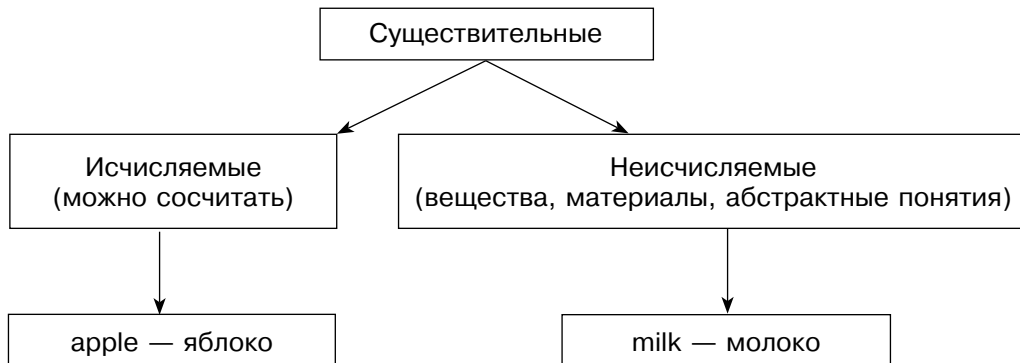 Существительные
Исчисляемые
(можно сосчитать)
Неисчисляемые
(вещества, материалы, абстрактные понятия)
apple — яблоко
milk — молоко